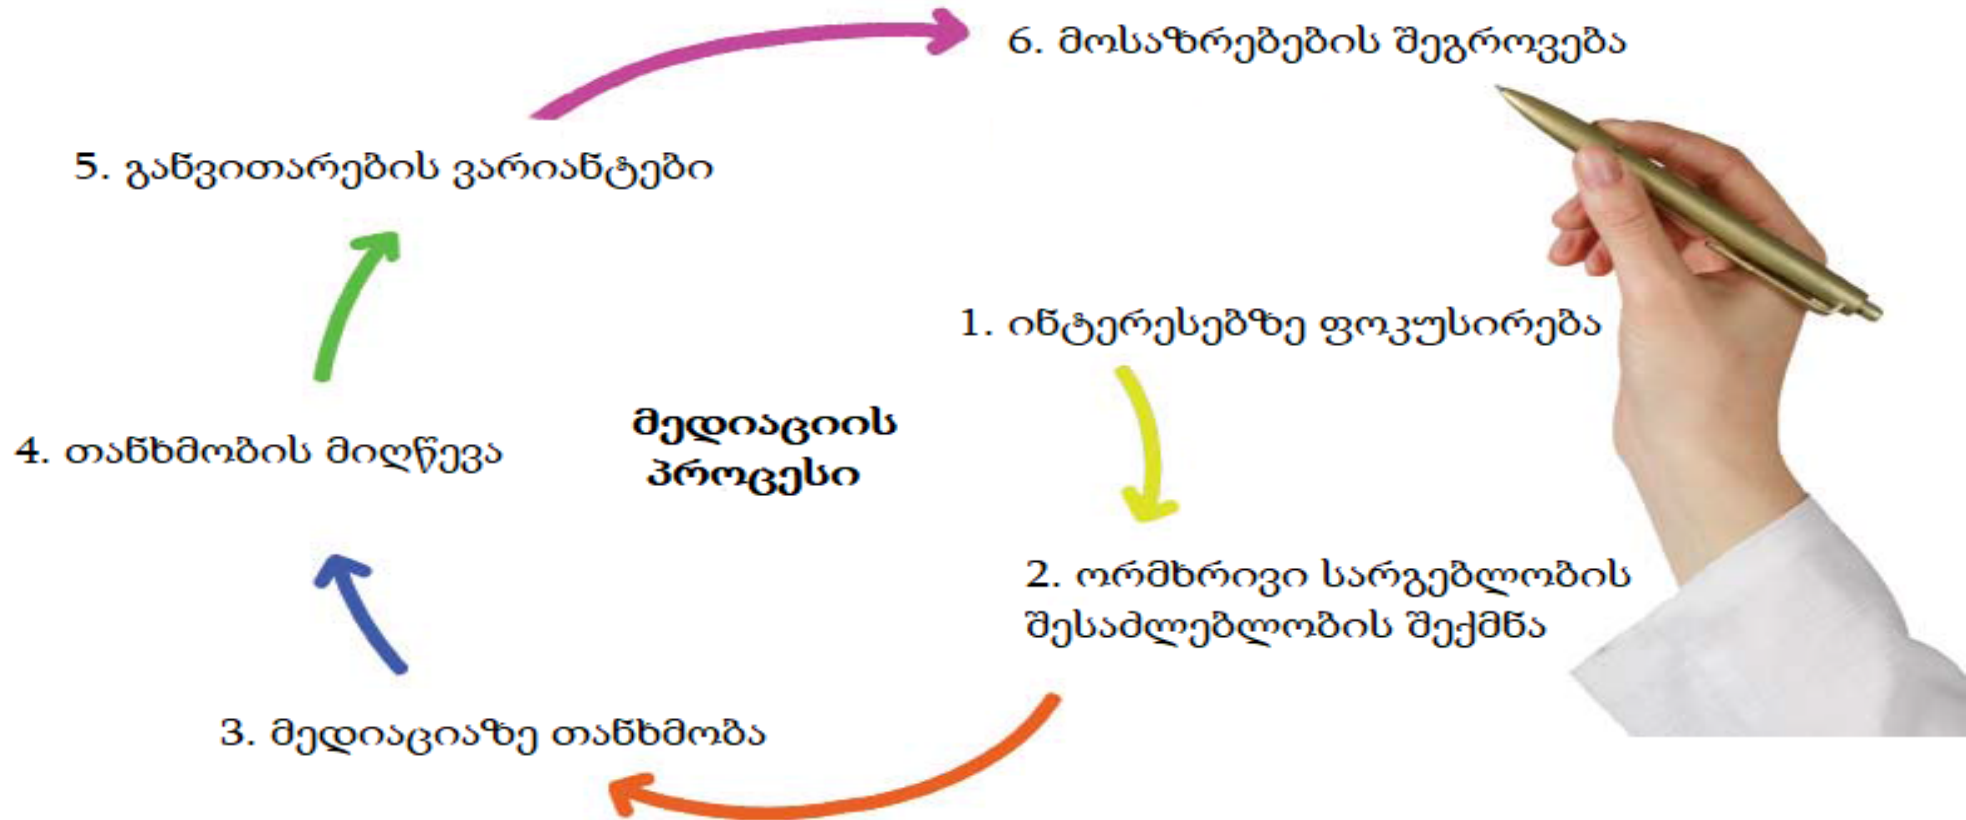 6. მოსაზრებების შეგროვება
5. განვითარების ვარიანტები
1. ინტერესებზე ფოკუსირება
მედიაციის
პროცესი
4. თანხმობის მიღწევა
2. ორმხრივი სარგებლობის
შესაძლებლობის შექმნა
3. მედიაციაზე თანხმობა